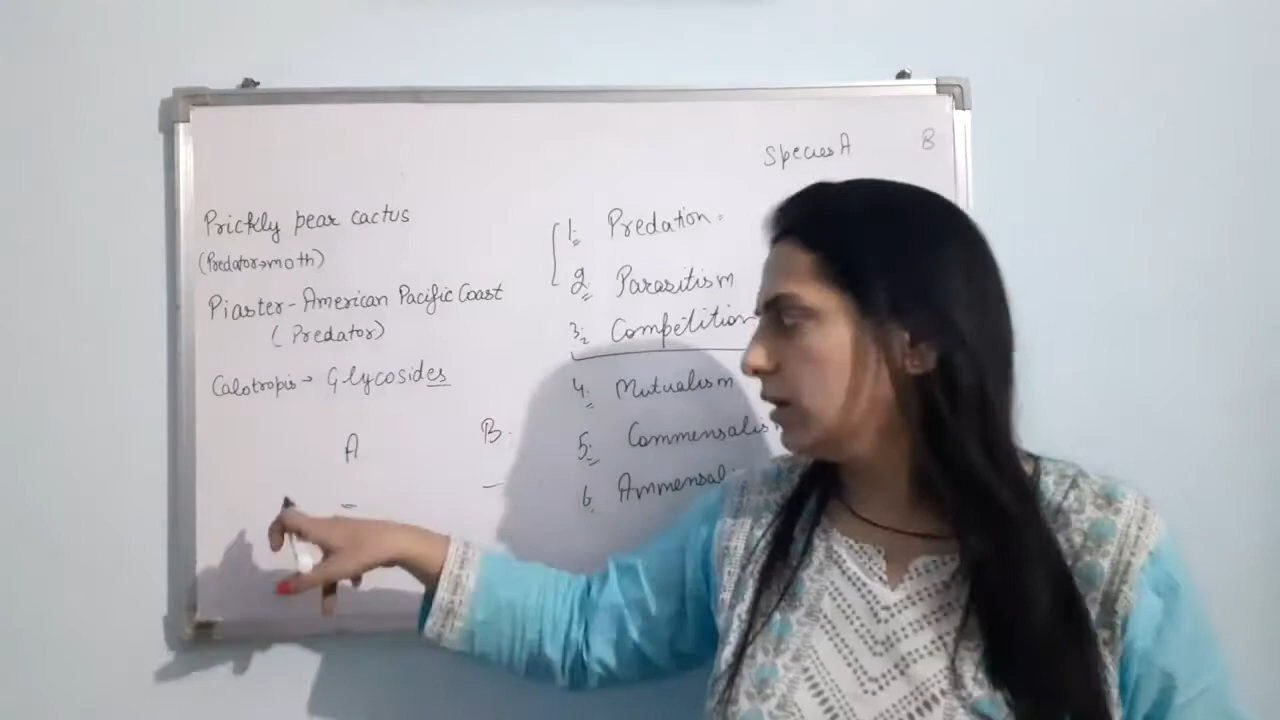 Species A B
Prickly pear cactus
(Predator→moth)
Piaster-American Pacific Coast
(Predator)
Calotropis→ Glycosides
A B.
- -
1. Predation
2. Parasitism
3. Competition
4. Mutualism
5. Commensalis
6. Ammensal